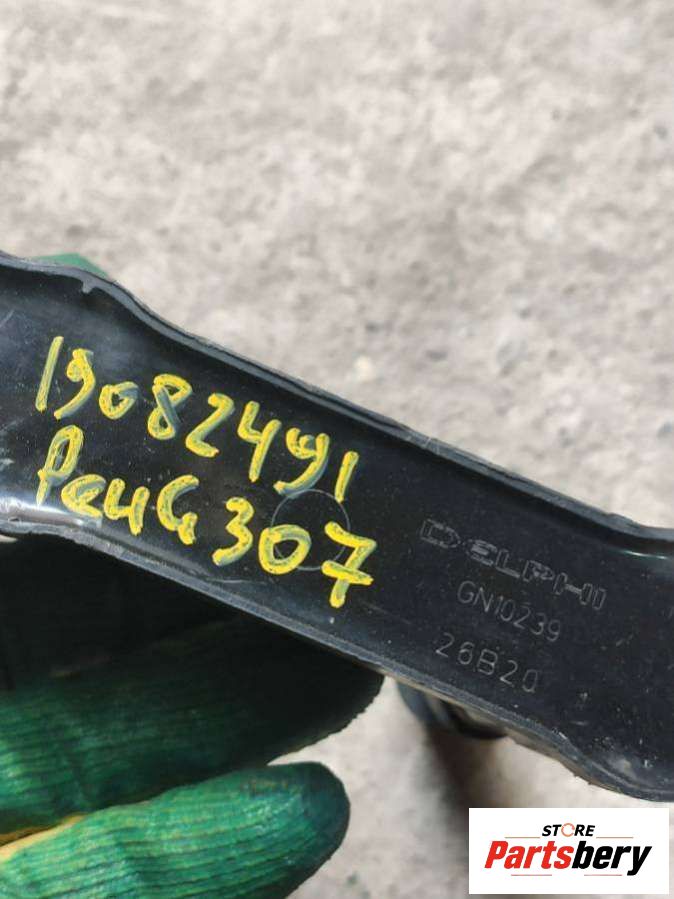 19082491
PeuG 307
DELPHI
GN10239
26B20
STORE
Partsbery